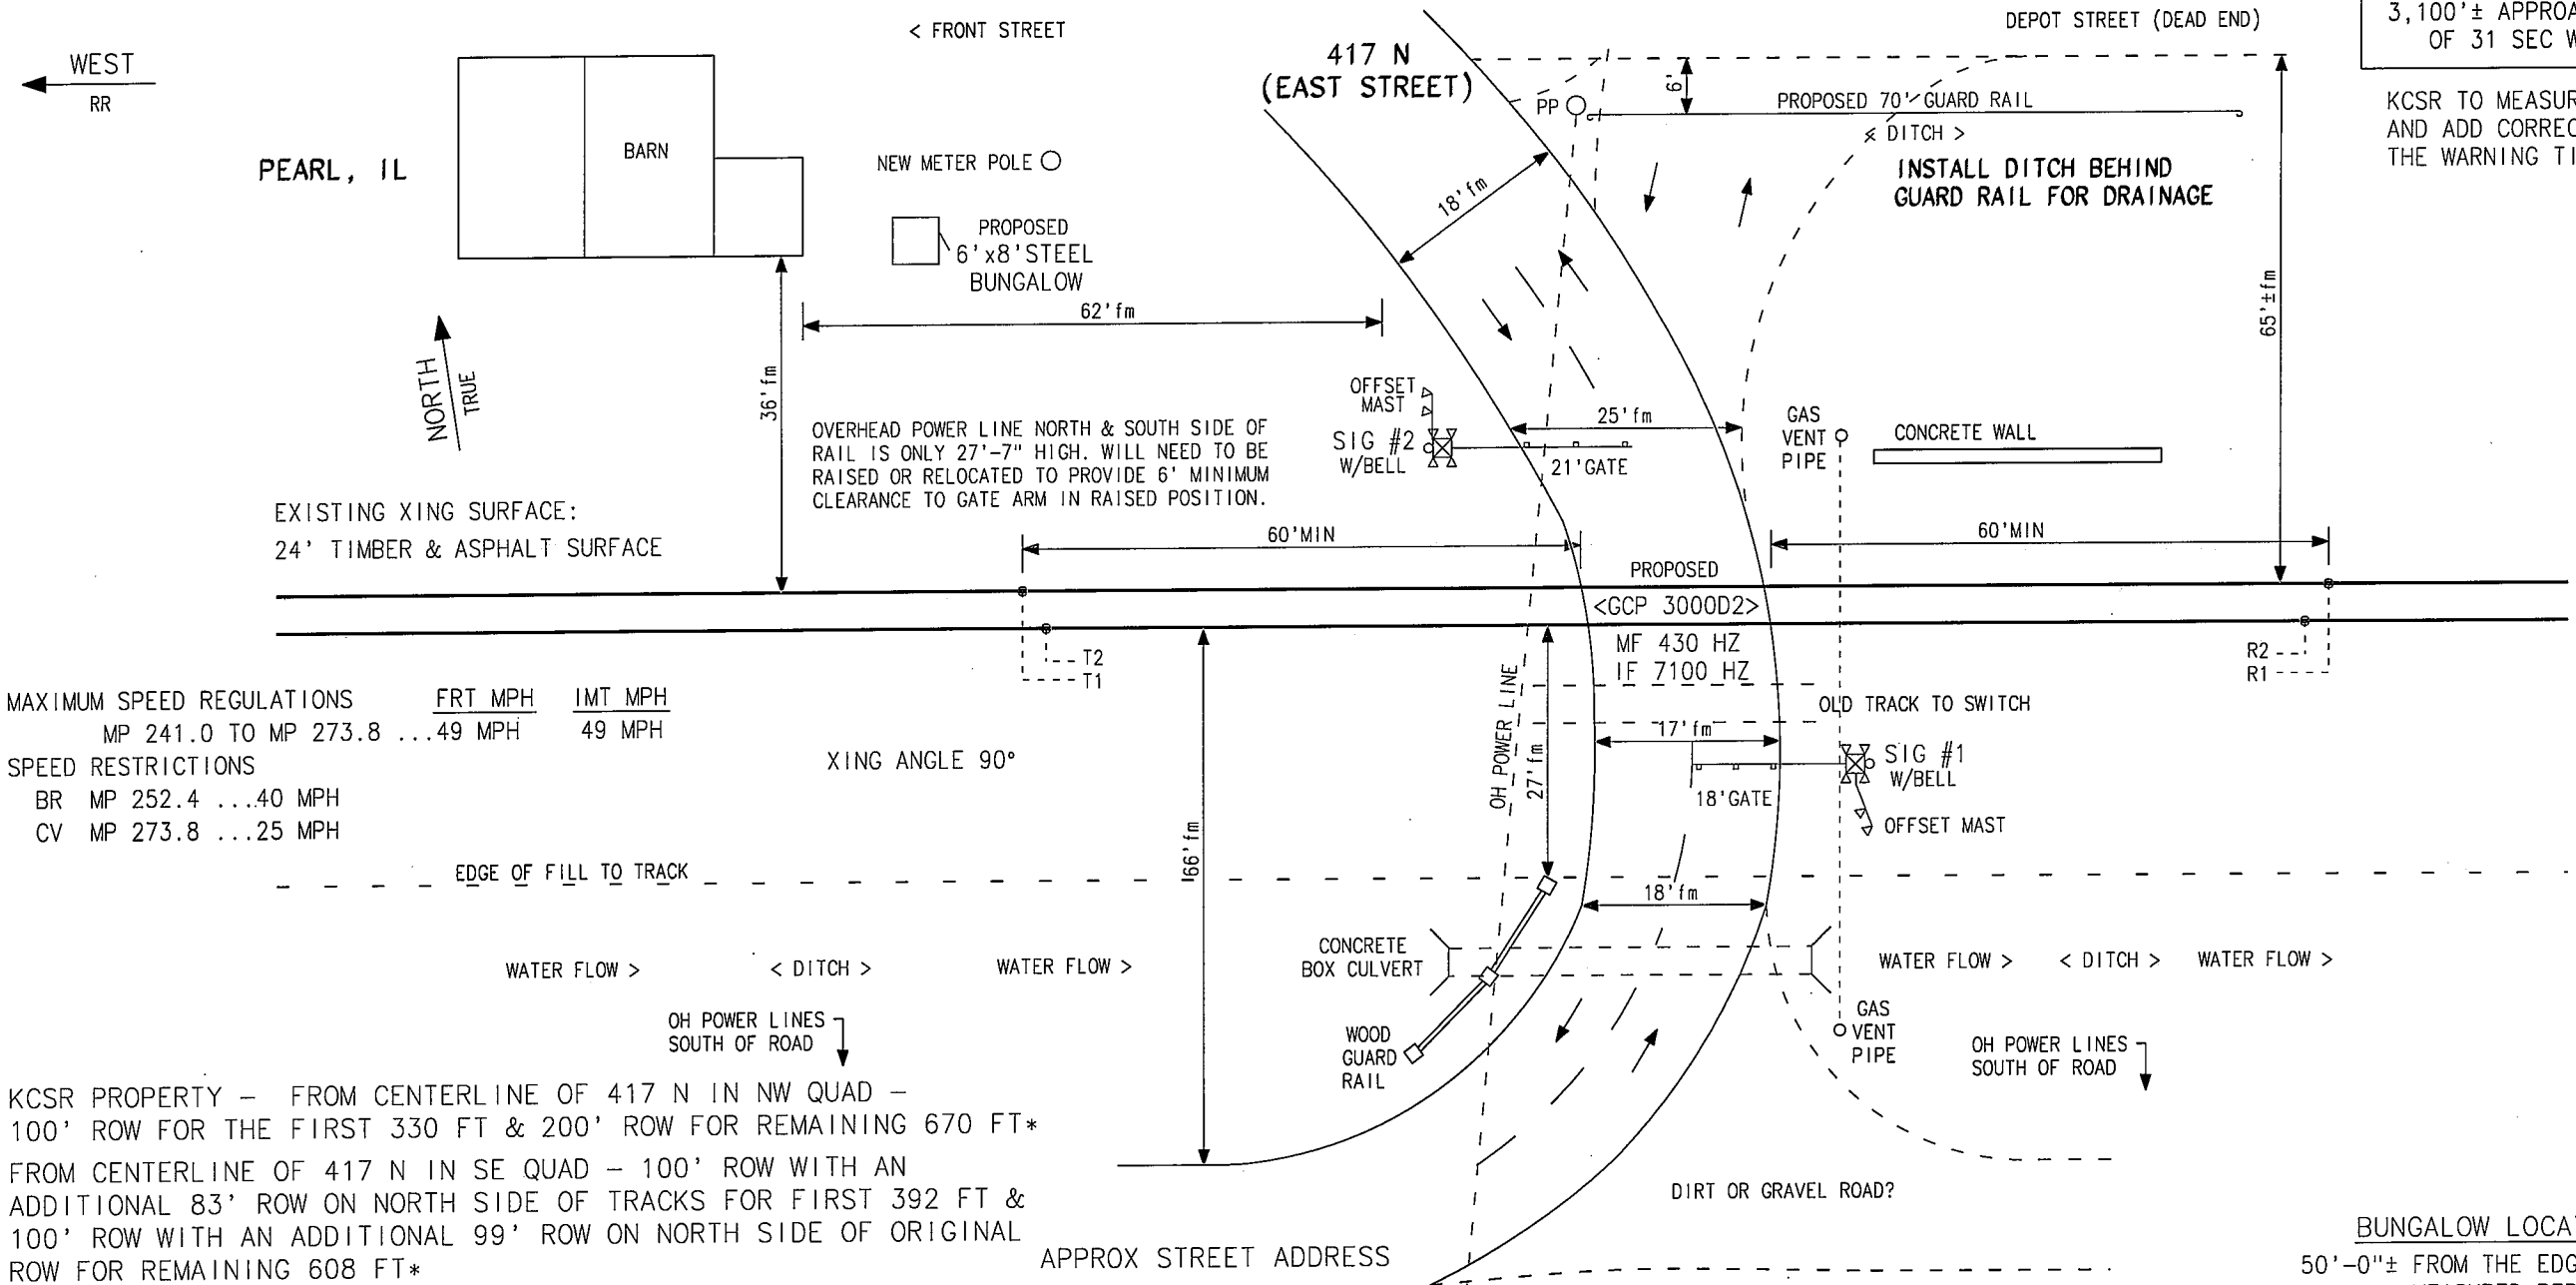 < FRONT STREET
DEPOT STREET (DEAD END)
3,100'± APPROA
OF 31 SEC W
WEST
RR
417 N
(EAST STREET)
6'
PP
PROPOSED 70' GUARD RAIL
KCSR TO MEASUR
AND ADD CORREC
THE WARNING TI
< DITCH >
INSTALL DITCH BEHIND
GUARD RAIL FOR DRAINAGE
PEARL, IL
BARN
NEW METER POLE
18'fm
PROPOSED
6'x8'STEEL
BUNGALOW
62'fm
65'±fm
NORTH
TRUE
36'fm
OFFSET
MAST
25'fm
SIG #2
W/BELL
21'GATE
GAS
VENT
PIPE
CONCRETE WALL
OVERHEAD POWER LINE NORTH & SOUTH SIDE OF
RAIL IS ONLY 27'-7" HIGH. WILL NEED TO BE
RAISED OR RELOCATED TO PROVIDE 6' MINIMUM
CLEARANCE TO GATE ARM IN RAISED POSITION.
EXISTING XING SURFACE:
24' TIMBER & ASPHALT SURFACE
60'MIN
60'MIN
PROPOSED
<GCP 3000D2>
MF 430 HZ
IF 7100 HZ
T2
T1
R2
R1
MAXIMUM SPEED REGULATIONS FRT MPH IMT MPH
MP 241.0 TO MP 273.8 ...49 MPH 49 MPH
SPEED RESTRICTIONS
BR MP 252.4 ...40 MPH
CV MP 273.8 ...25 MPH
XING ANGLE 90°
OH POWER LINE
27'fm
OLD TRACK TO SWITCH
17'fm
SIG #1
W/BELL
18'GATE
OFFSET MAST
66'fm
EDGE OF FILL TO TRACK
18'fm
CONCRETE
BOX CULVERT
WATER FLOW >
< DITCH >
WATER FLOW >
WATER FLOW >
< DITCH >
WATER FLOW >
OH POWER LINES
SOUTH OF ROAD
WOOD
GUARD
RAIL
GAS
VENT
PIPE
OH POWER LINES
SOUTH OF ROAD
KCSR PROPERTY - FROM CENTERLINE OF 417 N IN NW QUAD -
100' ROW FOR THE FIRST 330 FT & 200' ROW FOR REMAINING 670 FT*
FROM CENTERLINE OF 417 N IN SE QUAD - 100' ROW WITH AN
ADDITIONAL 83' ROW ON NORTH SIDE OF TRACKS FOR FIRST 392 FT &
100' ROW WITH AN ADDITIONAL 99' ROW ON NORTH SIDE OF ORIGINAL
ROW FOR REMAINING 608 FT*
DIRT OR GRAVEL ROAD?
APPROX STREET ADDRESS
BUNGALOW LOCA
50'-0"± FROM THE EDG